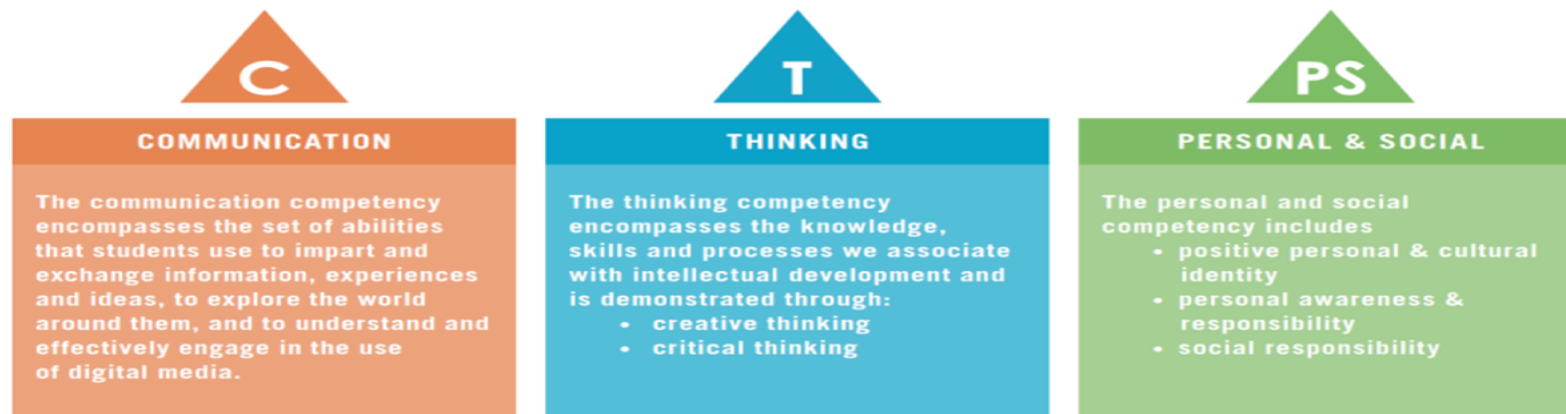 C
COMMUNICATION
The communication competency
encompasses the set of abilities
that students use to impart and
exchange information, experiences
and ideas, to explore the world
around them, and to understand and
effectively engage in the use
of digital media.
T
THINKING
The thinking competency
encompasses the knowledge,
skills and processes we associate
with intellectual development and
is demonstrated through:
• creative thinking
• critical thinking
PS
PERSONAL & SOCIAL
The personal and social
competency includes
• positive personal & cultural
identity
• personal awareness &
responsibility
• social responsibility